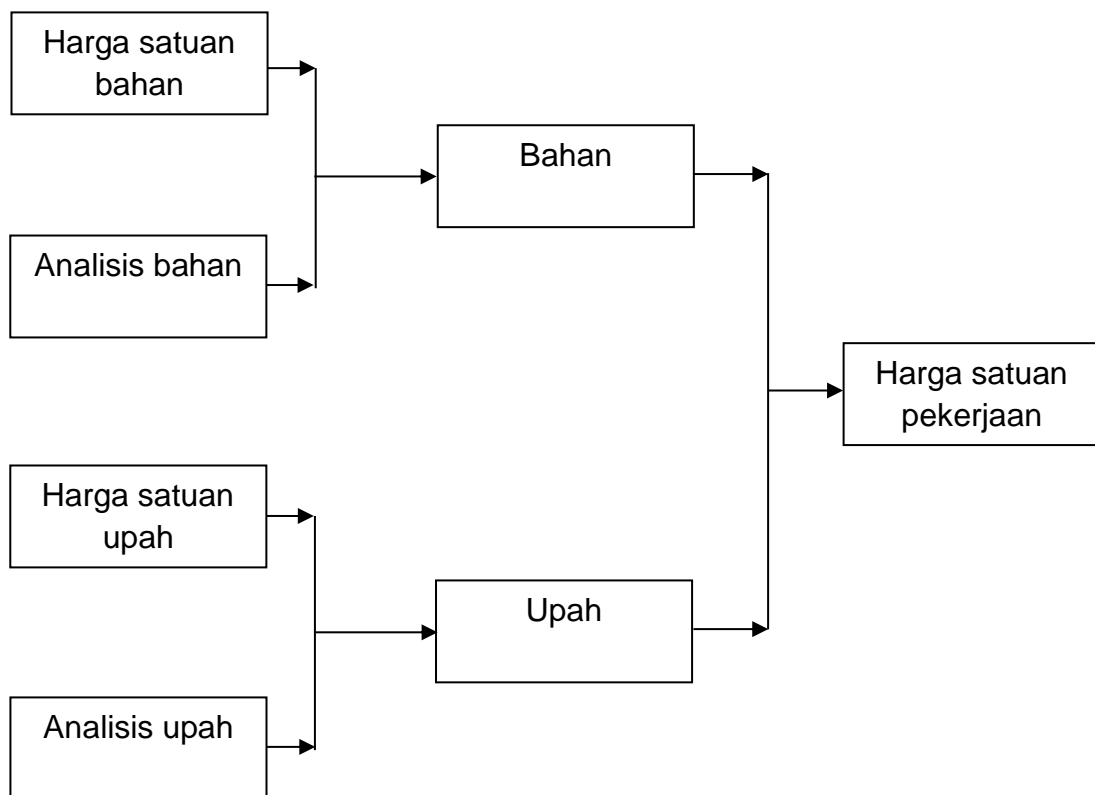 Harga satuan
bahan
Bahan
Analisis bahan
Harga satuan
pekerjaan
Harga satuan
upah
Upah
Analisis upah